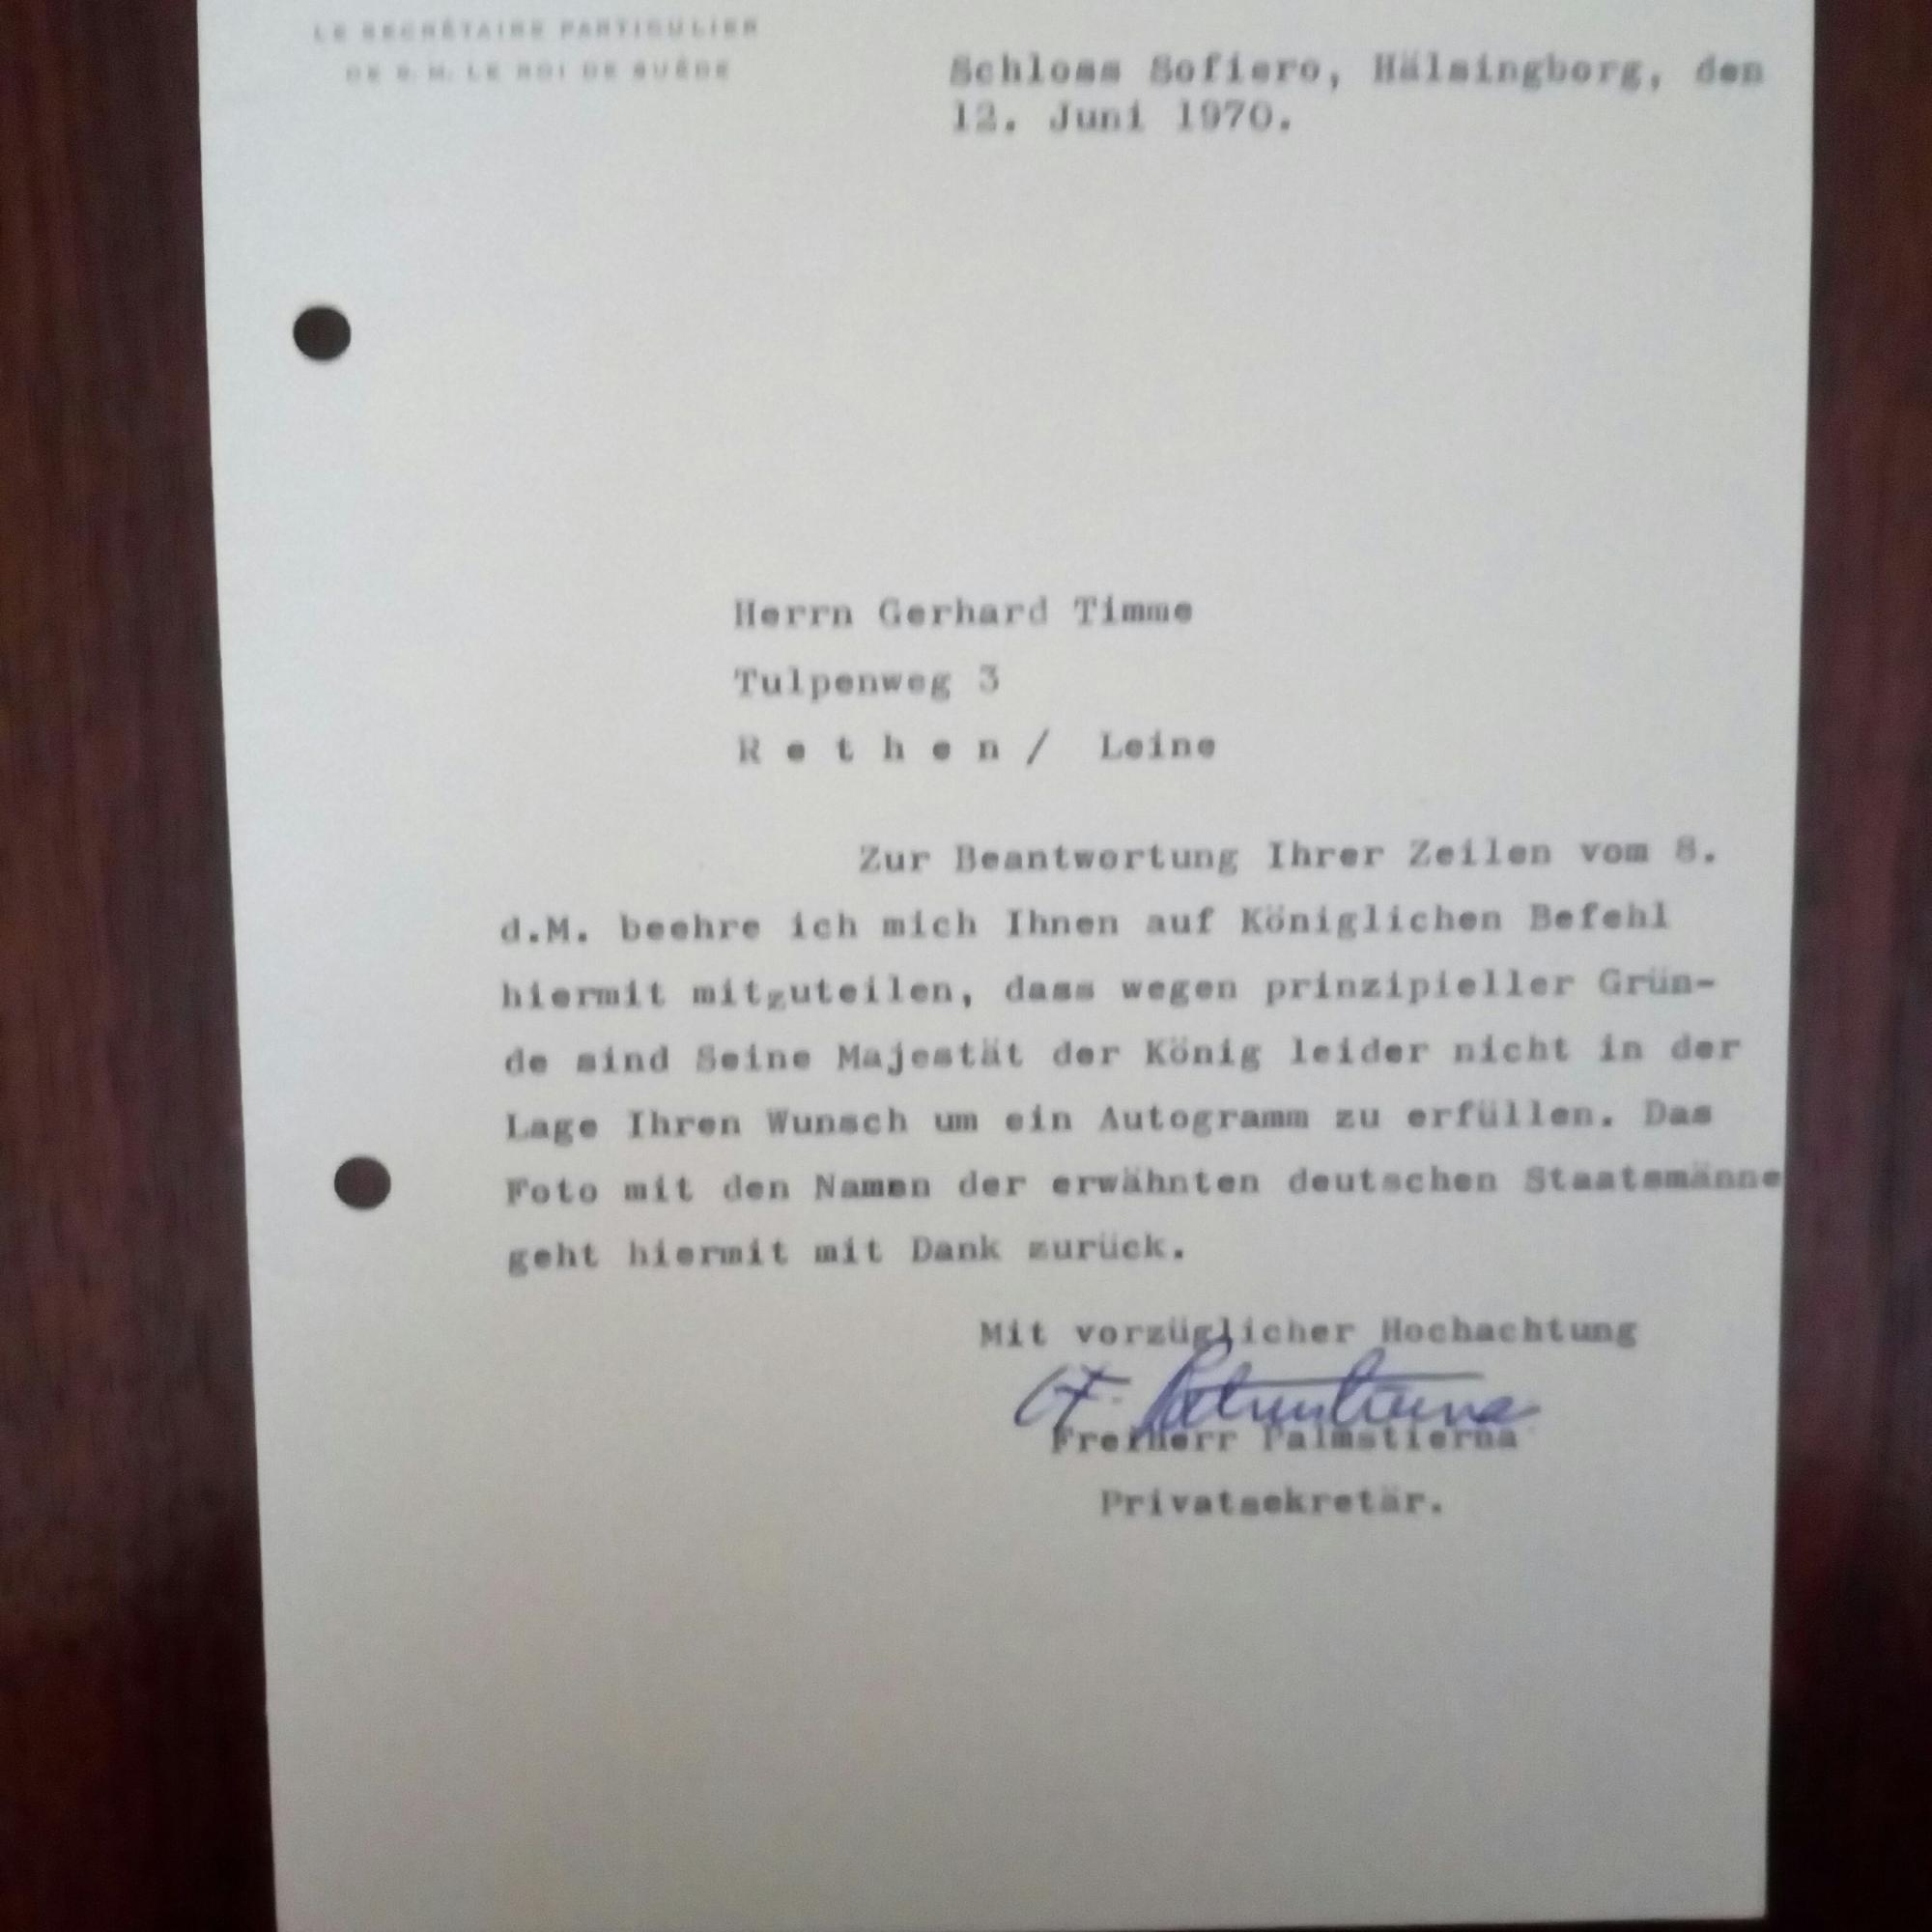 LE SECRÉTAIRE PARTICULIER
DE S. M. LE ROI DE SUÈDE
Schloss Sofiero, Hälsingborg, den
12. Juni 1970.
Herrn Gerhard Timme
Tulpenweg 3
R e t h e n / Leine
Zur Beantwortung Ihrer Zeilen vom 8.
d.M. beehre ich mich Ihnen auf Königlichen Befehl
hiermit mitzuteilen, dass wegen prinzipieller Grün-
de sind Seine Majestät der König leider nicht in der
Lage Ihren Wunsch um ein Autogramm zu erfüllen. Das
Foto mit den Namen der erwähnten deutschen Staatsmänne
geht hiermit mit Dank zurück.
Mit vorzüglicher Hochachtung
Palmstierna
Freiherr Palmstierna
Privatsekretär.